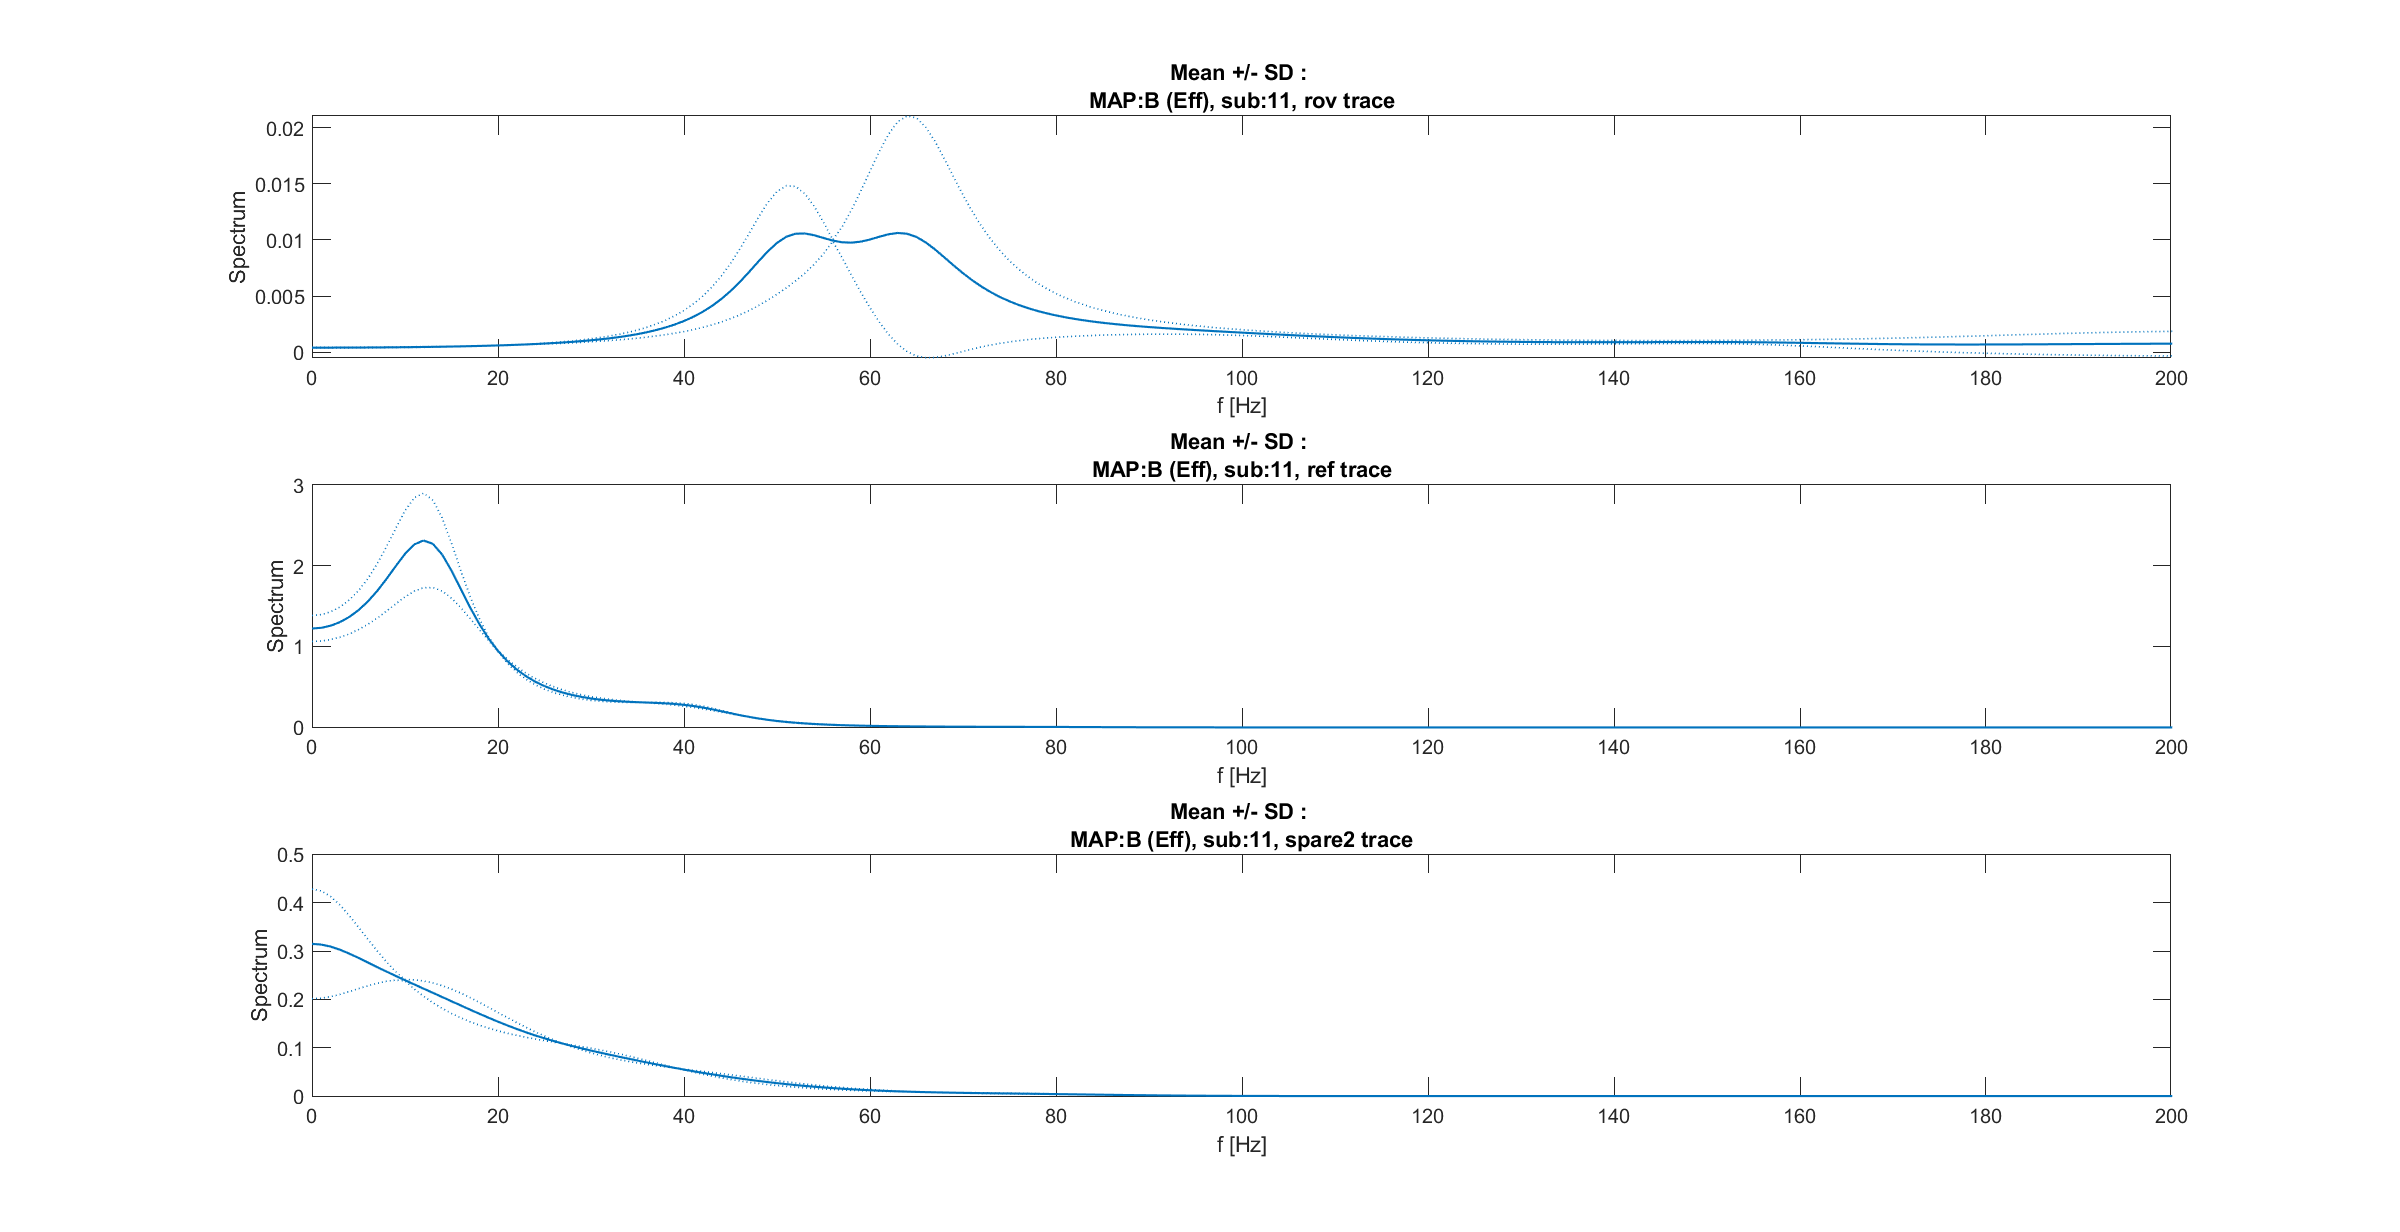 Mean +/- SD :
MAP:B (Eff), sub:11, rov trace
0.02
0.015
0.01
0.005
0
Spectrum
0 20 40 60 80 100 120 140 160 180 200
f [Hz]
Mean +/- SD :
MAP:B (Eff), sub:11, ref trace
3
2
1
0
Spectrum
0 20 40 60 80 100 120 140 160 180 200
f [Hz]
Mean +/- SD :
MAP:B (Eff), sub:11, spare2 trace
0.5
0.4
0.3
0.2
0.1
0
Spectrum
0 20 40 60 80 100 120 140 160 180 200
f [Hz]